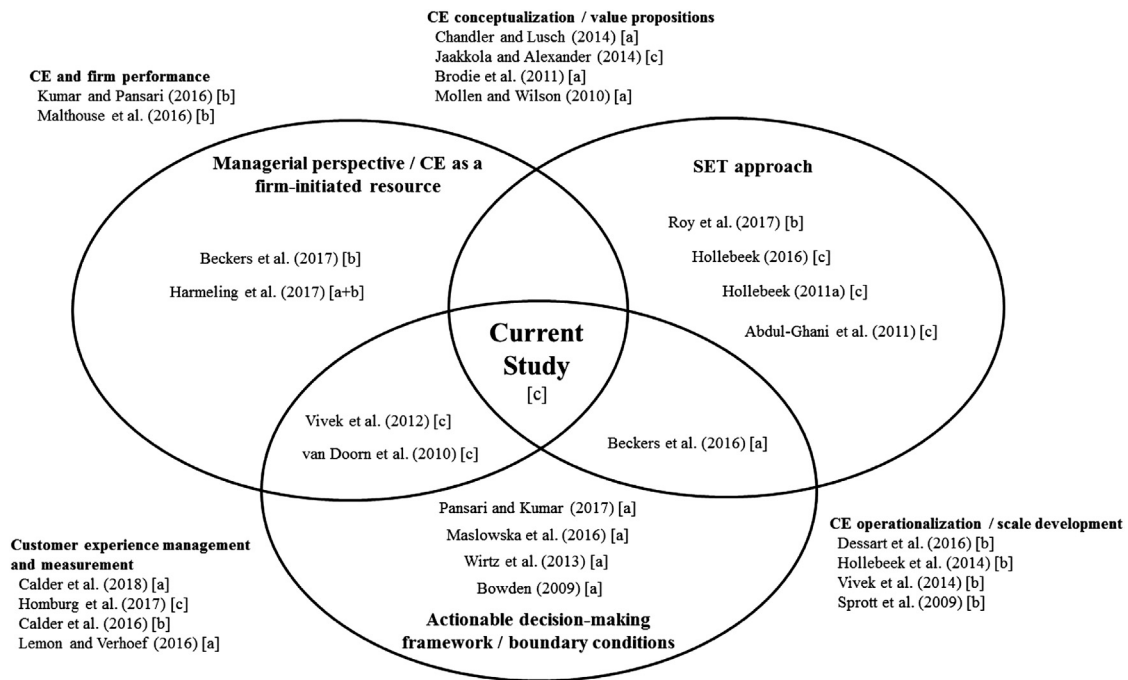 CE conceptualization / value propositions
Chandler and Lusch (2014) [a]
Jaakkola and Alexander (2014) [c]
Brodie et al. (2011) [a]
Mollen and Wilson (2010) [a]
CE and firm performance
Kumar and Pansari (2016) [b]
Malthouse et al. (2016) [b]
Managerial perspective / CE as a
firm-initiated resource
Beckers et al. (2017) [b]
Harmeling et al. (2017) [a+b]
SET approach
Roy et al. (2017) [b]
Hollebeek (2016) [c]
Hollebeek (2011a) [c]
Abdul-Ghani et al. (2011) [c]
Current
Study
[c]
Vivek et al. (2012) [c]
van Doorn et al. (2010) [c]
Beckers et al. (2016) [a]
Pansari and Kumar (2017) [a]
Maslowska et al. (2016) [a]
Wirtz et al. (2013) [a]
Bowden (2009) [a]
Actionable decision-making
framework / boundary conditions
Customer experience management
and measurement
Calder et al. (2018) [a]
Homburg et al. (2017) [c]
Calder et al. (2016) [b]
Lemon and Verhoef (2016) [a]
CE operationalization / scale development
Dessart et al. (2016) [b]
Hollebeek et al. (2014) [b]
Vivek et al. (2014) [b]
Sprott et al. (2009) [b]